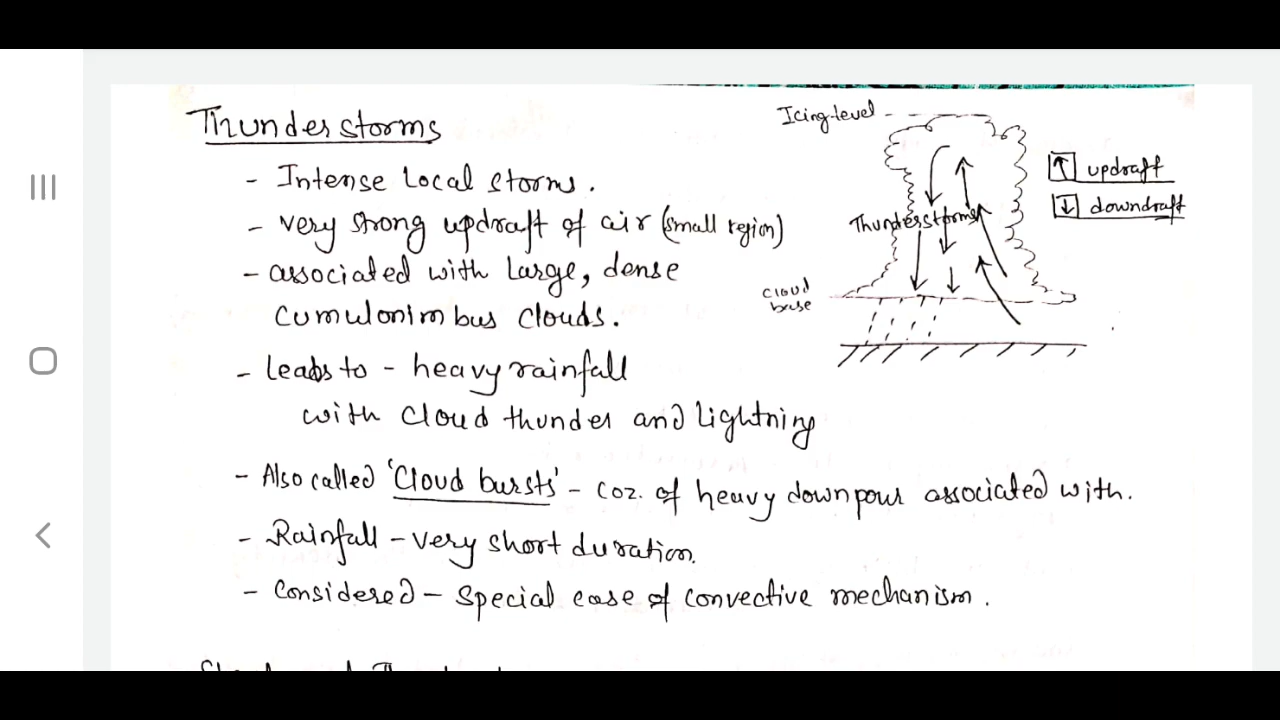 Thunderstorms
- Intense Local storms.
- very strong updraft of air (small region)
- associated with large, dense
cumulonimbus clouds.
- Leads to - heavy rainfall
with cloud thunder and lightning
- Also called 'Cloud bursts' - coz. of heavy downpour associated with.
- Rainfall - very short duration.
- Considered - special case of convective mechanism.
Icing-level
↑ updraft
↓ downdraft
Thunderstorms
cloud
base